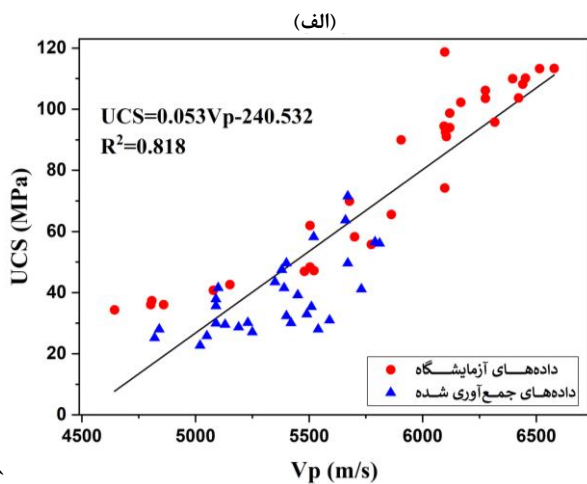 (الف)
120
100
80
60
40
20
0
UCS (MPa)
UCS=0.053Vp-240.532
R²=0.818
داده‌های آزمایشگاه
داده‌های جمع‌آوری شده
4500 5000 5500 6000 6500
Vp (m/s)